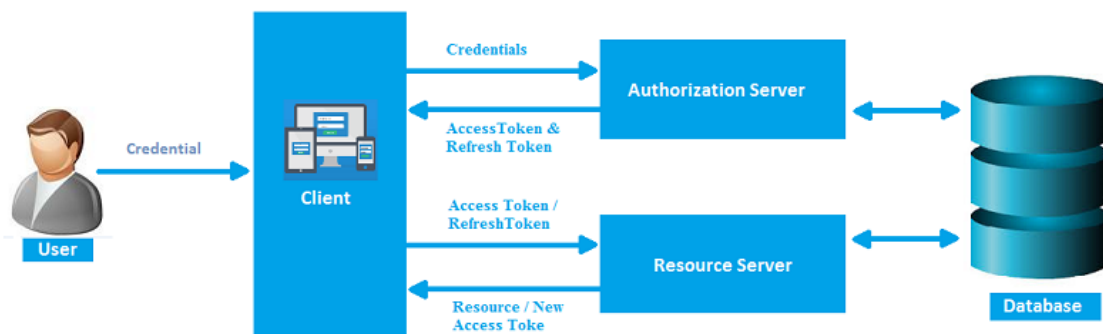 Credential
User
Client
Credentials
AccessToken &
Refresh Token
Access Token /
RefreshToken
Resource / New
Access Toke
Authorization Server
Resource Server
Database